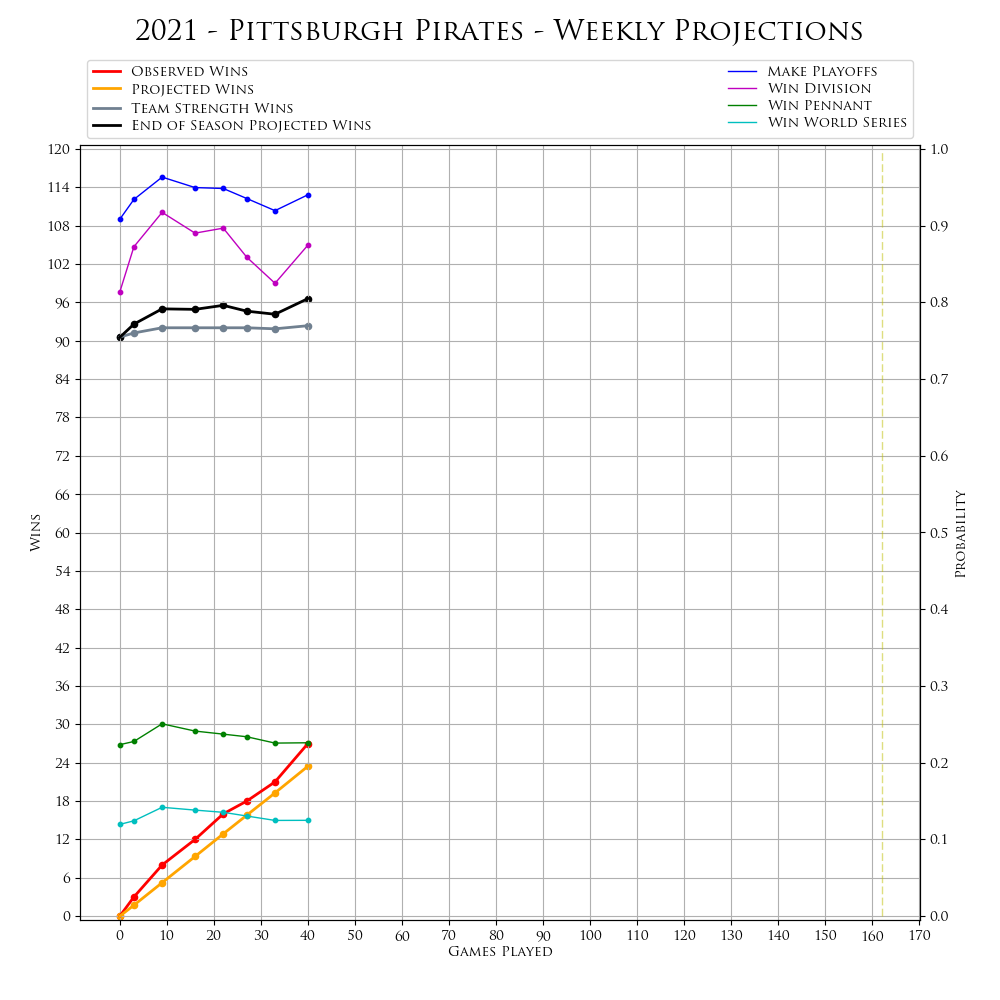 2021 - Pittsburgh Pirates - Weekly Projections
Observed Wins
Projected Wins
Team Strength Wins
End of Season Projected Wins
Make Playoffs
Win Division
Win Pennant
Win World Series
120
114
108
102
96
90
84
78
72
66
60
54
48
42
36
30
24
18
12
6
0
Wins
1.0
0.9
0.8
0.7
0.6
0.5
0.4
0.3
0.2
0.1
0.0
Probability
0 10 20 30 40 50 60 70 80 90 100 110 120 130 140 150 160 170
Games Played